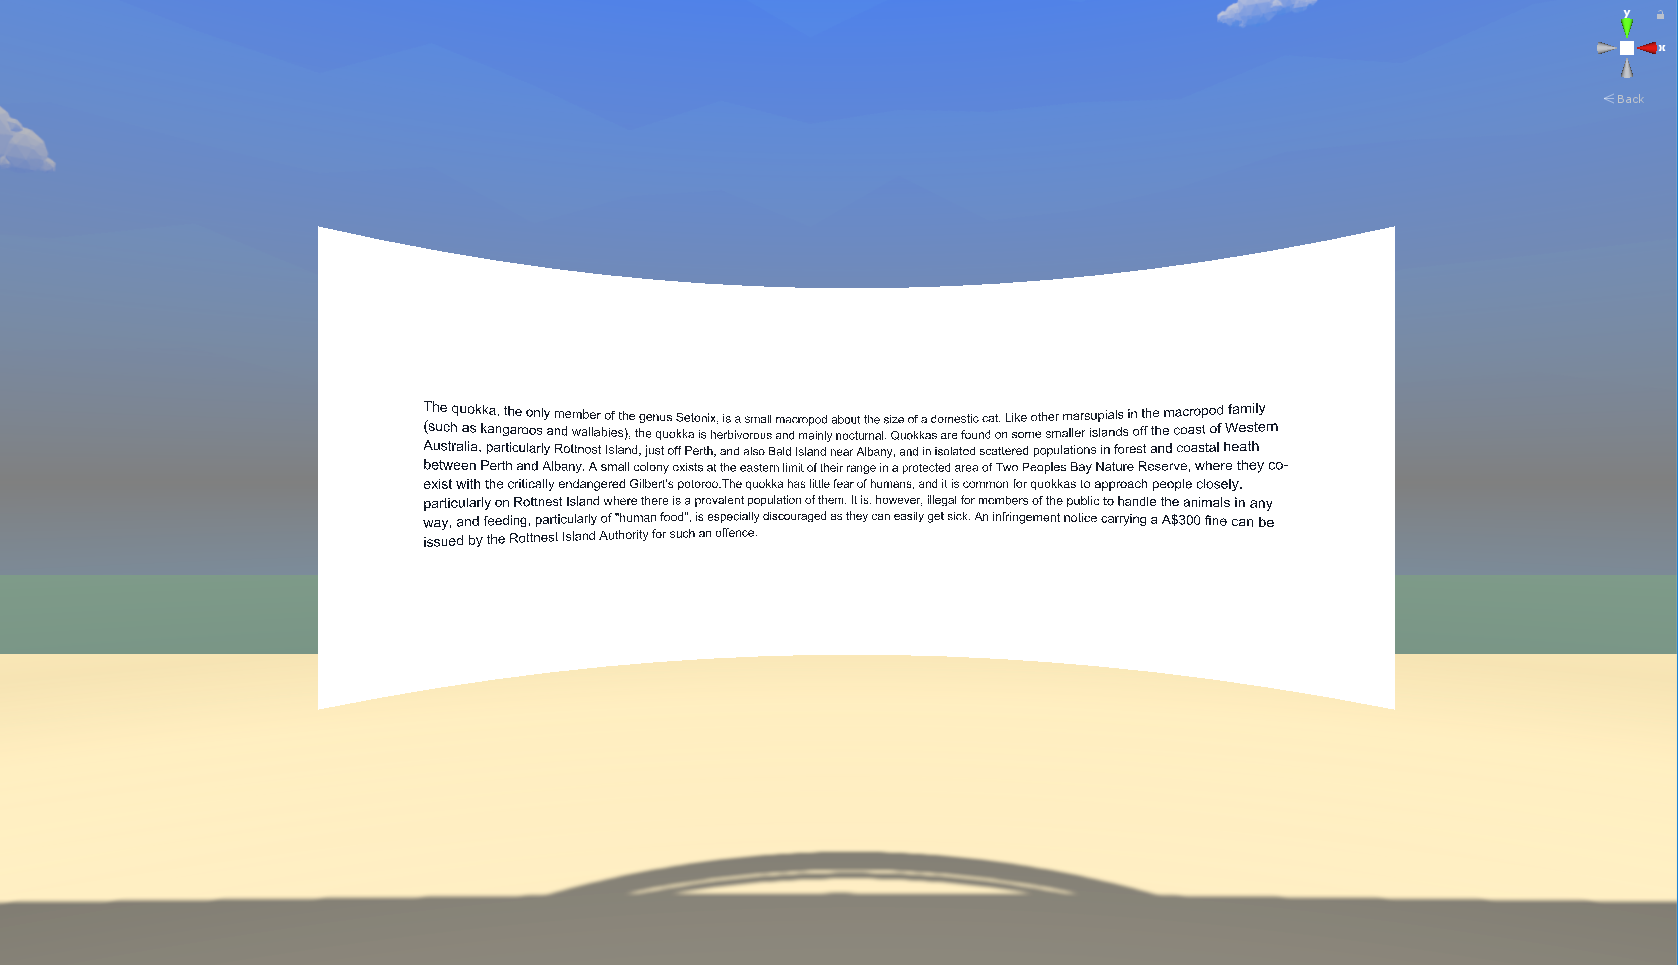 The quokka, the only member of the genus Setonix, is a small macropod about the size of a domestic cat. Like other marsupials in the macropod family
(such as kangaroos and wallabies), the quokka is herbivorous and mainly nocturnal. Quokkas are found on some smaller islands off the coast of Western
Australia, particularly Rottnest Island, just off Perth, and also Bald Island near Albany, and in isolated scattered populations in forest and coastal heath
between Perth and Albany. A small colony exists at the eastern limit of their range in a protected area of Two Peoples Bay Nature Reserve, where they co-
exist with the critically endangered Gilbert's potoroo.The quokka has little fear of humans, and it is common for quokkas to approach people closely,
particularly on Rottnest Island where there is a prevalent population of them. It is, however, illegal for members of the public to handle the animals in any
way, and feeding, particularly of "human food", is especially discouraged as they can easily get sick. An infringement notice carrying a A$300 fine can be
issued by the Rottnest Island Authority for such an offence.
y
x
Back